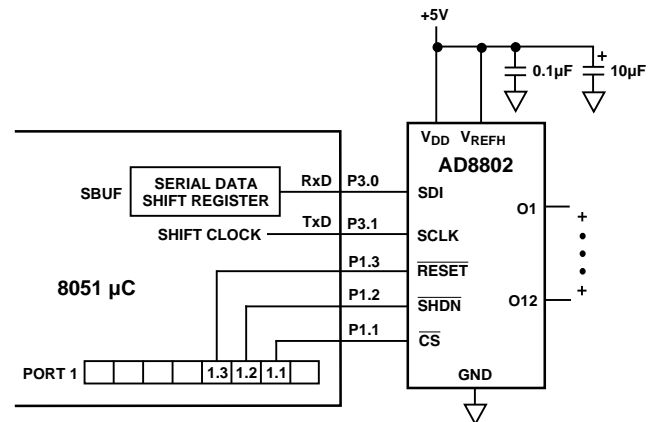 +5V
0.1µF
+
10µF
VDD VREFH
AD8802
SERIAL DATA
SHIFT REGISTER
SBUF
RxD P3.0
SDI
O1
TxD P3.1
SHIFT CLOCK
SCLK
+
P1.3
RESET
8051 µC
P1.2
SHDN
+
O12
P1.1
CS
PORT 1
1.3 1.2 1.1
GND